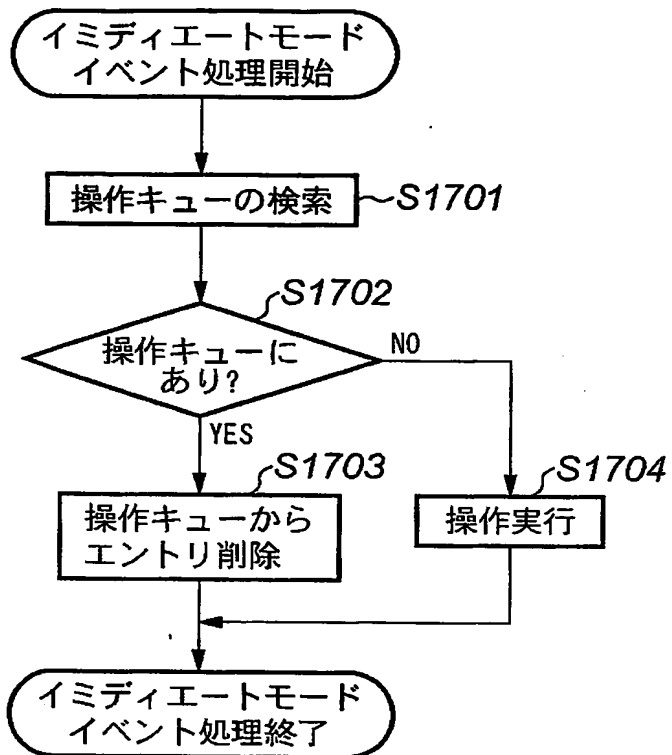 イミディエートモード
イベント処理開始
操作キューの検索
S1701
S1702
操作キューに
あり?
NO
YES
S1703
操作キューから
エントリ削除
S1704
操作実行
イミディエートモード
イベント処理終了